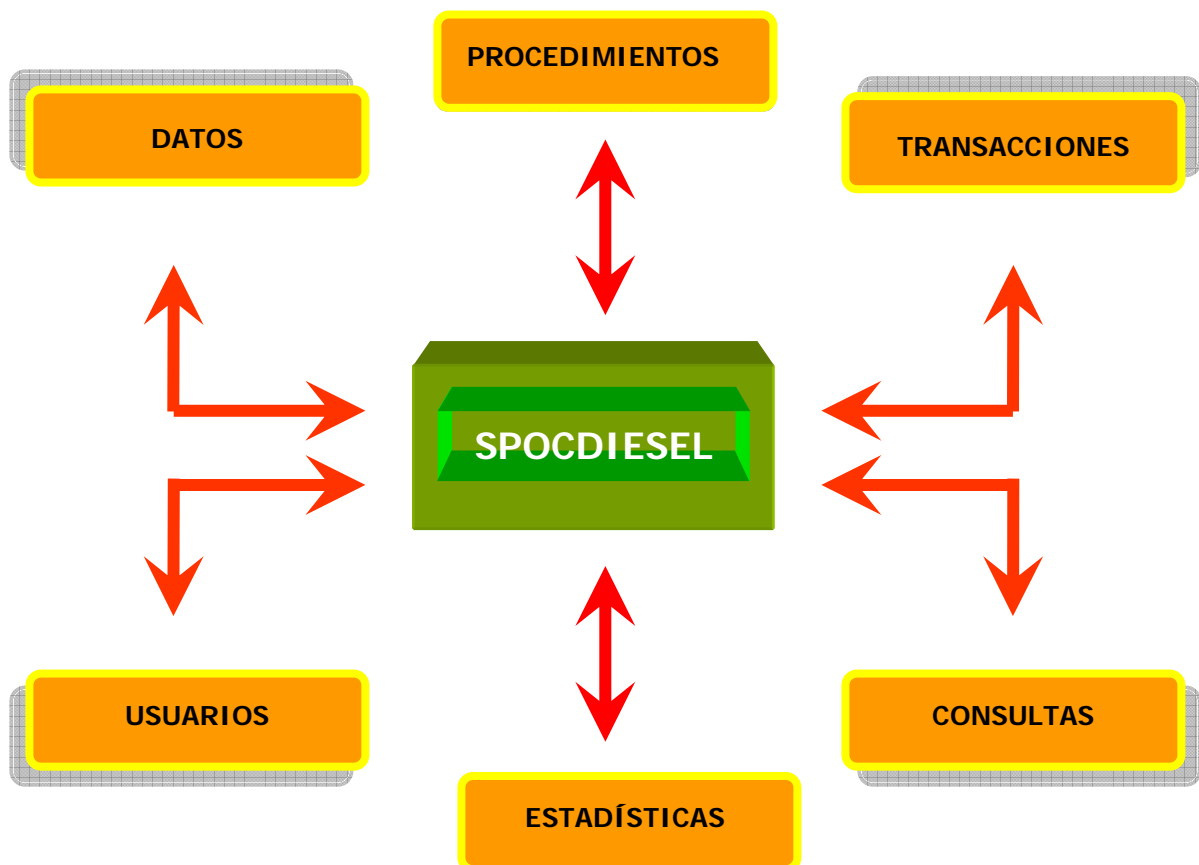 PROCEDIMIENTOS
DATOS
TRANSACCIONES
SPOCDIESEL
USUARIOS
CONSULTAS
ESTADÍSTICAS